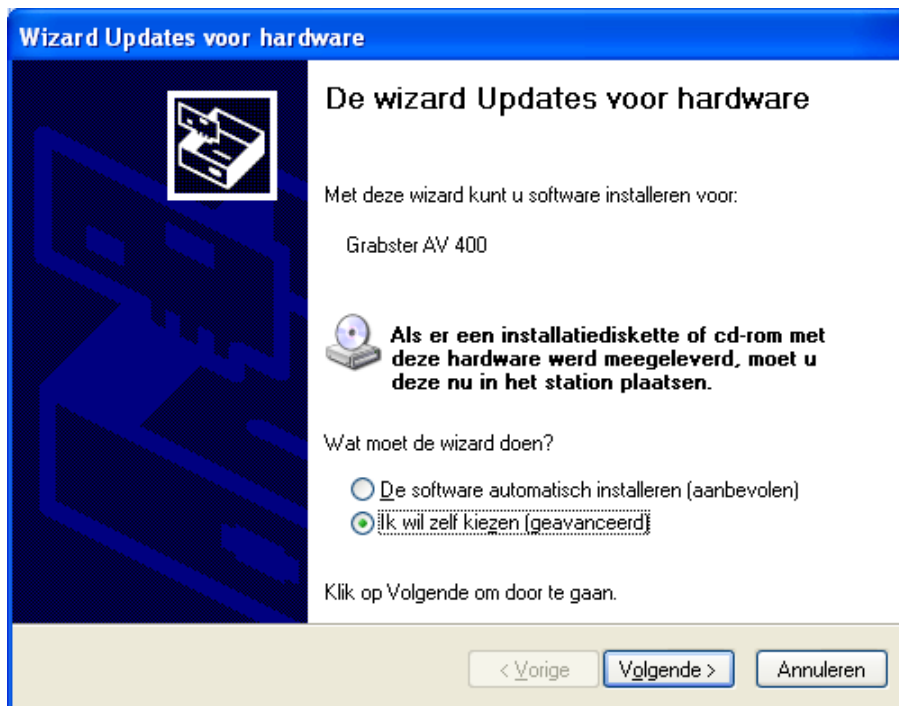 Wizard Updates voor hardware
De wizard Updates voor hardware
Met deze wizard kunt u software installeren voor:
Grabster AV 400
Als er een installatiediskette of cd-rom met
deze hardware werd meegeleverd, moet u
deze nu in het station plaatsen.
Wat moet de wizard doen?
De software automatisch installeren (aanbevolen)
Ik wil zelf kiezen (geavanceerd)
Klik op Volgende om door te gaan.
< Vorige Volgende > Annuleren